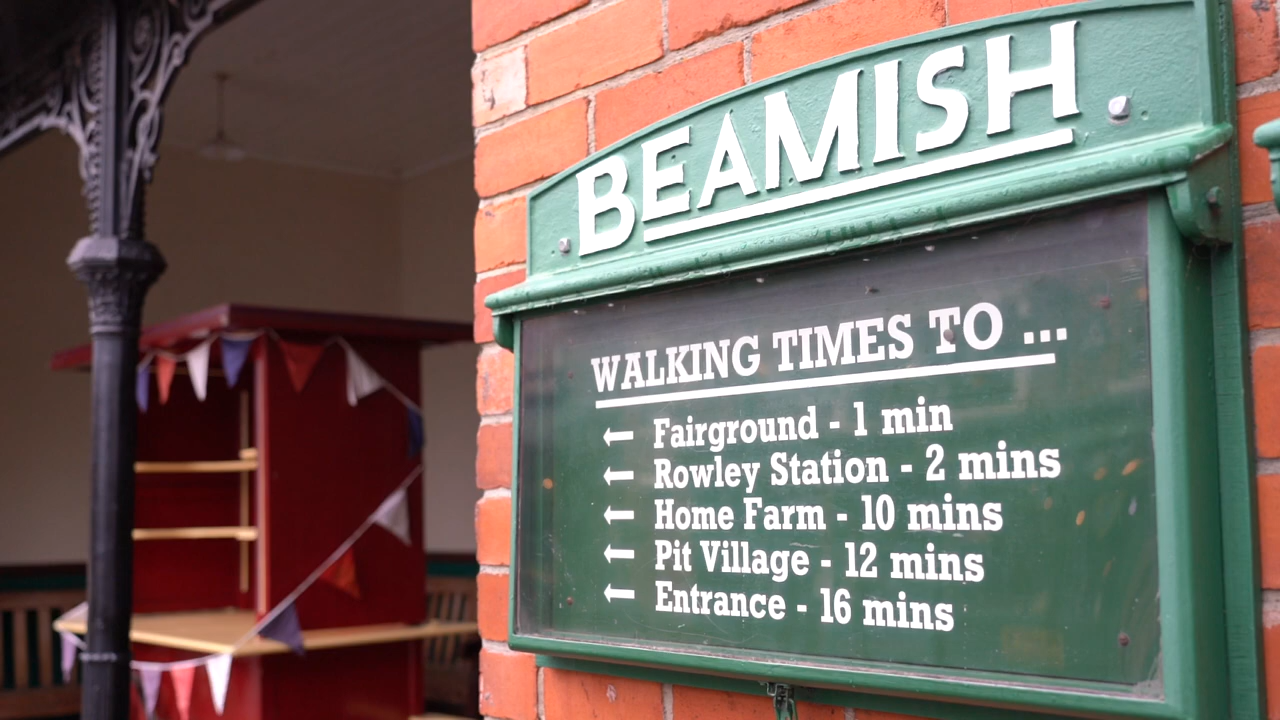 BEAMISH
WALKING TIMES TO ...
← Fairground - 1 min
← Rowley Station - 2 mins
← Home Farm - 10 mins
← Pit Village - 12 mins
← Entrance - 16 mins